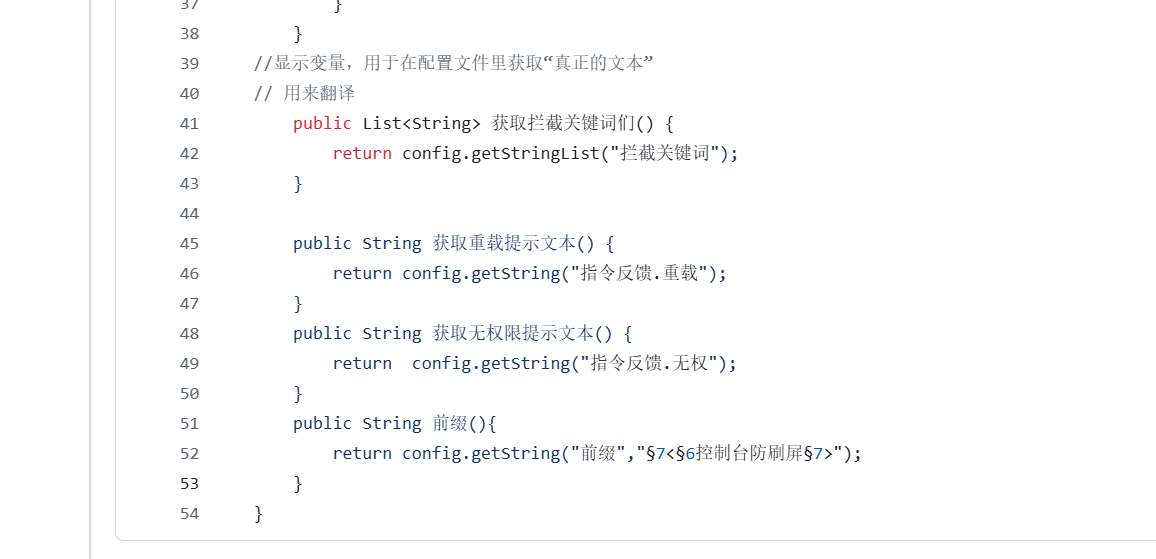 37              }
38          }
39      //显示变量，用于在配置文件里获取“真正的文本”
40      // 用来翻译
41          public List<String> 获取拦截关键词们() {
42              return config.getStringList("拦截关键词");
43          }
44
45          public String 获取重载提示文本() {
46              return config.getString("指令反馈.重载");
47          }
48          public String 获取无权限提示文本() {
49              return  config.getString("指令反馈.无权");
50          }
51          public String 前缀(){
52              return config.getString("前缀","§7<§6控制台防刷屏§7>");
53          }
54      }